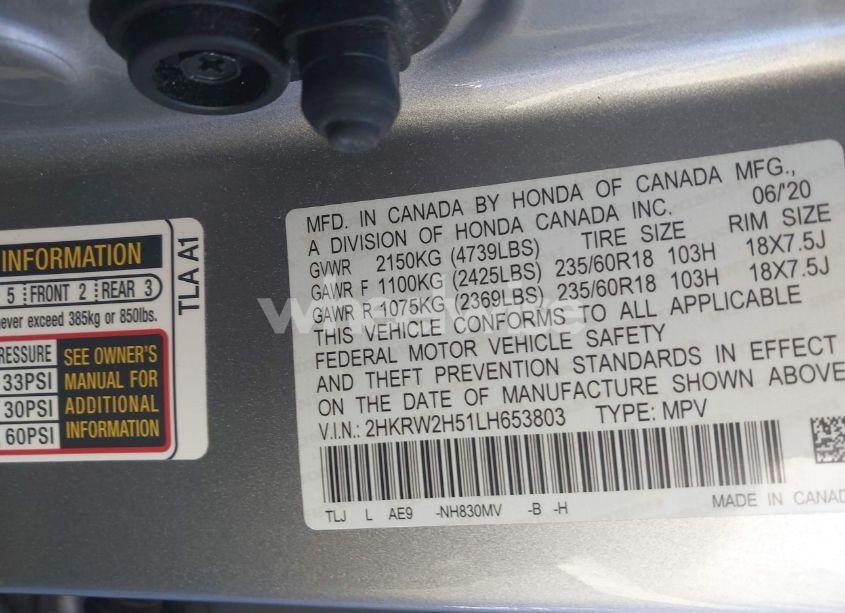 INFORMATION
5 FRONT 2 REAR 3
never exceed 385kg or 850lbs.
PRESSURE
33PSI
30PSI
60PSI
SEE OWNER'S
MANUAL FOR
ADDITIONAL
INFORMATION
TLA A1
MFD. IN CANADA BY HONDA OF CANADA MFG.,
A DIVISION OF HONDA CANADA INC. 06/'20
GVWR 2150KG (4739LBS) TIRE SIZE RIM SIZE
GAWR F 1100KG (2425LBS) 235/60R18 103H 18X7.5J
GAWR R 1075KG (2369LBS) 235/60R18 103H 18X7.5J
THIS VEHICLE CONFORMS TO ALL APPLICABLE
FEDERAL MOTOR VEHICLE SAFETY
AND THEFT PREVENTION STANDARDS IN EFFECT
ON THE DATE OF MANUFACTURE SHOWN ABOVE
V.I.N.: 2HKRW2H51LH653803 TYPE: MPV
TLJ L AE9 -NH830MV -B -H
MADE IN CANAD